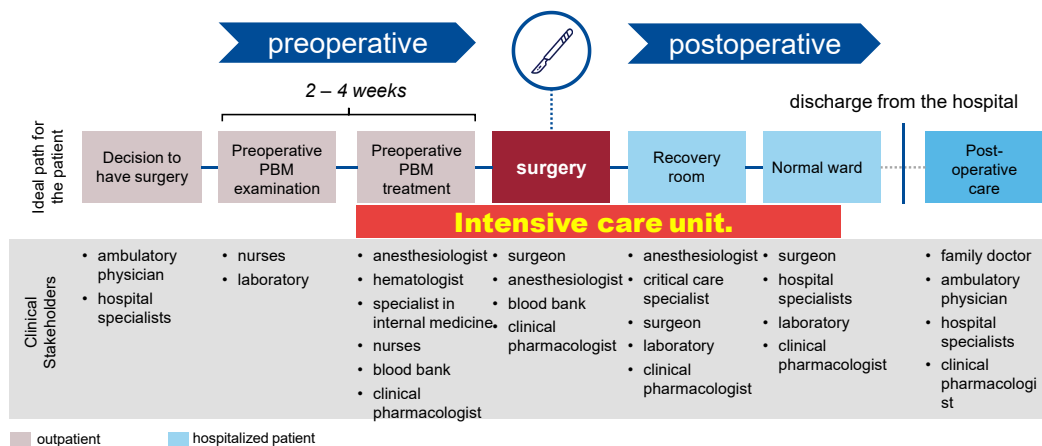 preoperative
postoperative
2 – 4 weeks
discharge from the hospital
Ideal path for
the patient
Decision to
have surgery
Preoperative
PBM
examination
Preoperative
PBM
treatment
surgery
Recovery
room
Normal ward
Post-
operative
care
Intensive care unit.
Clinical
Stakeholders
• ambulatory
physician
• hospital
specialists
• nurses
• laboratory
• anesthesiologist
• hematologist
• specialist in
internal medicine
• nurses
• blood bank
• clinical
pharmacologist
• surgeon
• anesthesiologist
• blood bank
• clinical
pharmacologist
• anesthesiologist
• critical care
specialist
• surgeon
• laboratory
• clinical
pharmacologist
• surgeon
• hospital
specialists
• laboratory
• clinical
pharmacologist
• family doctor
• ambulatory
physician
• hospital
specialists
• clinical
pharmacologi
st
outpatient
hospitalized patient